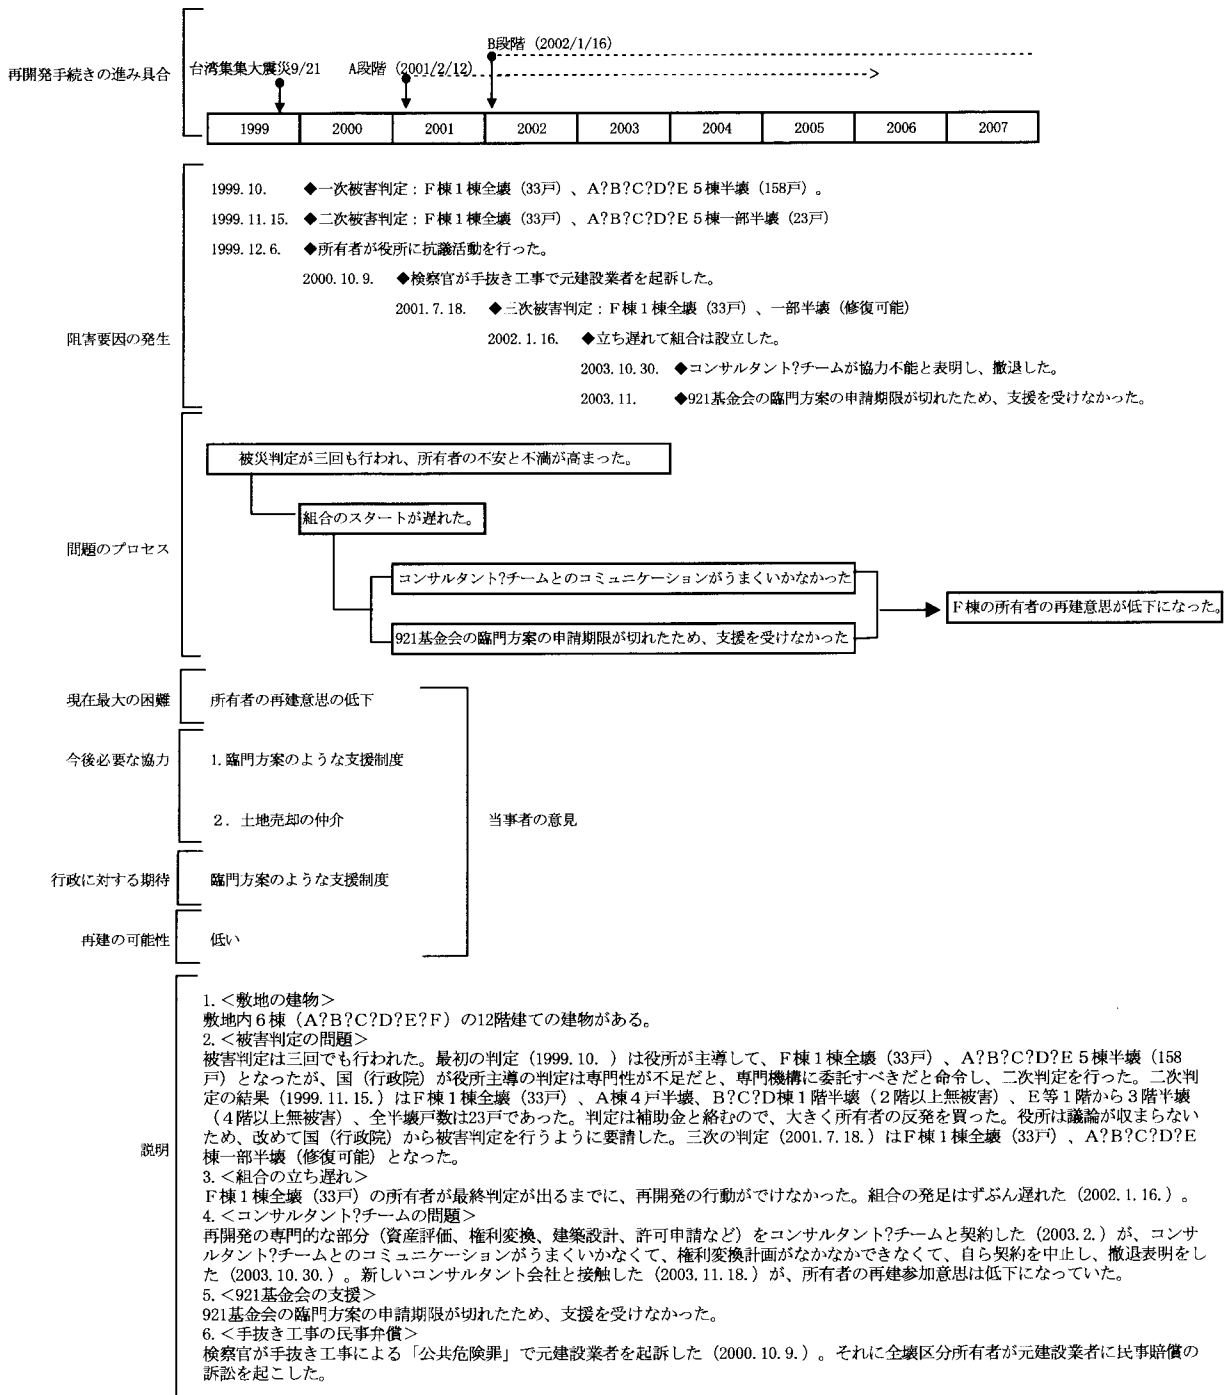 B段階 (2002/1/16)
再開発手続きの進み具合
台湾集集大震災9/21 A段階 (2001/2/12)
1999 2000 2001 2002 2003 2004 2005 2006 2007
阻害要因の発生
1999.10. ◆一次被害判定：F棟1棟全壊（33戸）、A?B?C?D?E５棟半壊（158戸）。
1999.11.15. ◆二次被害判定：F棟1棟全壊（33戸）、A?B?C?D?E５棟一部半壊（23戸）
1999.12.6. ◆所有者が役所に抗議活動を行った。
2000.10.9. ◆検察官が手抜き工事で元建設業者を起訴した。
2001.7.18. ◆三次被害判定：F棟1棟全壊（33戸）、一部半壊（修復可能）
2002.1.16. ◆立ち遅れて組合は設立した。
2003.10.30. ◆コンサルタント?チームが協力不能と表明し、撤退した。
2003.11. ◆921基金会の臨門方案の申請期限が切れたため、支援を受けなかった。
問題のプロセス
被災判定が三回も行われ、所有者の不安と不満が高まった。
組合のスタートが遅れた。
コンサルタント?チームとのコミュニケーションがうまくいかなかった
921基金会の臨門方案の申請期限が切れたため、支援を受けなかった
F棟の所有者の再建意思が低下になった。
現在最大の困難 所有者の再建意思の低下
今後必要な協力 1.臨門方案のような支援制度
２．土地売却の仲介
当事者の意見
行政に対する期待 臨門方案のような支援制度
再建の可能性 低い
説明
1.＜敷地の建物＞
敷地内６棟（A?B?C?D?E?F）の12階建ての建物がある。
2.＜被害判定の問題＞
被害判定は三回でも行われた。最初の判定（1999.10. ）は役所が主導して、F棟１棟全壊（33戸）、A?B?C?D?E５棟半壊（158
戸）となったが、国（行政院）が役所主導の判定は専門性が不足だと、専門機構に委託すべきだと命令し、二次判定を行った。二次判
定の結果（1999.11.15.）はF棟１棟全壊（33戸）、A棟４戸半壊、B?C?D棟１階半壊（２階以上無被害）、E等１階から３階半壊
（４階以上無被害）、全半壊戸数は23戸であった。判定は補助金と絡むので、大きく所有者の反発を買った。役所は議論が収まらない
ため、改めて国（行政院）から被害判定を行うように要請した。三次の判定（2001.7.18.）はF棟１棟全壊（33戸）、A?B?C?D?E
棟一部半壊（修復可能）となった。
3.＜組合の立ち遅れ＞
F棟１棟全壊（33戸）の所有者が最終判定が出るまでに、再開発の行動がでけなかった。組合の発足はずぶん遅れた（2002.1.16.）。
4.＜コンサルタント?チームの問題＞
再開発の専門的な部分（資産評価、権利変換、建築設計、許可申請など）をコンサルタント?チームと契約した（2003.2.）が、コンサ
ルタント?チームとのコミュニケーションがうまくいかなくて、権利変換計画がなかなかできなくて、自ら契約を中止し、撤退表明をし
た（2003.10.30.）。新しいコンサルタント会社と接触した（2003.11.18.）が、所有者の再建参加意思は低下になっていた。
5.＜921基金会の支援＞
921基金会の臨門方案の申請期限が切れたため、支援を受けなかった。
6.＜手抜き工事の民事弁償＞
検察官が手抜き工事による「公共危険罪」で元建設業者を起訴した（2000.10.9.）。それに全壊区分所有者が元建設業者に民事賠償の
訴訟を起こした。